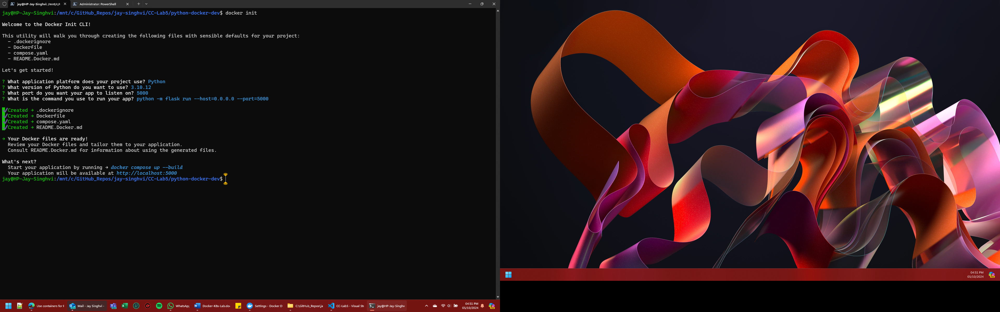 jay@HP-Jay-Singhvi: /mnt/c/
Administrator: PowerShell
jay@HP-Jay-Singhvi:/mnt/c/GitHub_Repos/jay-singhvi/CC-Lab5/python-docker-dev$ docker init
Welcome to the Docker Init CLI!
This utility will walk you through creating the following files with sensible defaults for your project:
- .dockerignore
- Dockerfile
- compose.yaml
- README.Docker.md
Let's get started!
? What application platform does your project use? Python
? What version of Python do you want to use? 3.10.12
? What port do you want your app to listen on? 5000
? What is the command you use to run your app? python -m flask run --host=0.0.0.0 --port=5000
✓Created → .dockerignore
✓Created → Dockerfile
✓Created → compose.yaml
✓Created → README.Docker.md
→ Your Docker files are ready!
Review your Docker files and tailor them to your application.
Consult README.Docker.md for information about using the generated files.
What's next?
Start your application by running → docker compose up --build
Your application will be available at http://localhost:5000
jay@HP-Jay-Singhvi:/mnt/c/GitHub_Repos/jay-singhvi/CC-Lab5/python-docker-dev$
04:51 PM
05/10/2024
Use containers for
Mail - Jay Singhvi -
WhatsApp
Docker-K8s-Lab.do
Settings - Docker D
C:\GitHub_Repos\ja
CC-Lab5 - Visual St
jay@HP-Jay-Singhv
04:51 PM
05/10/2024